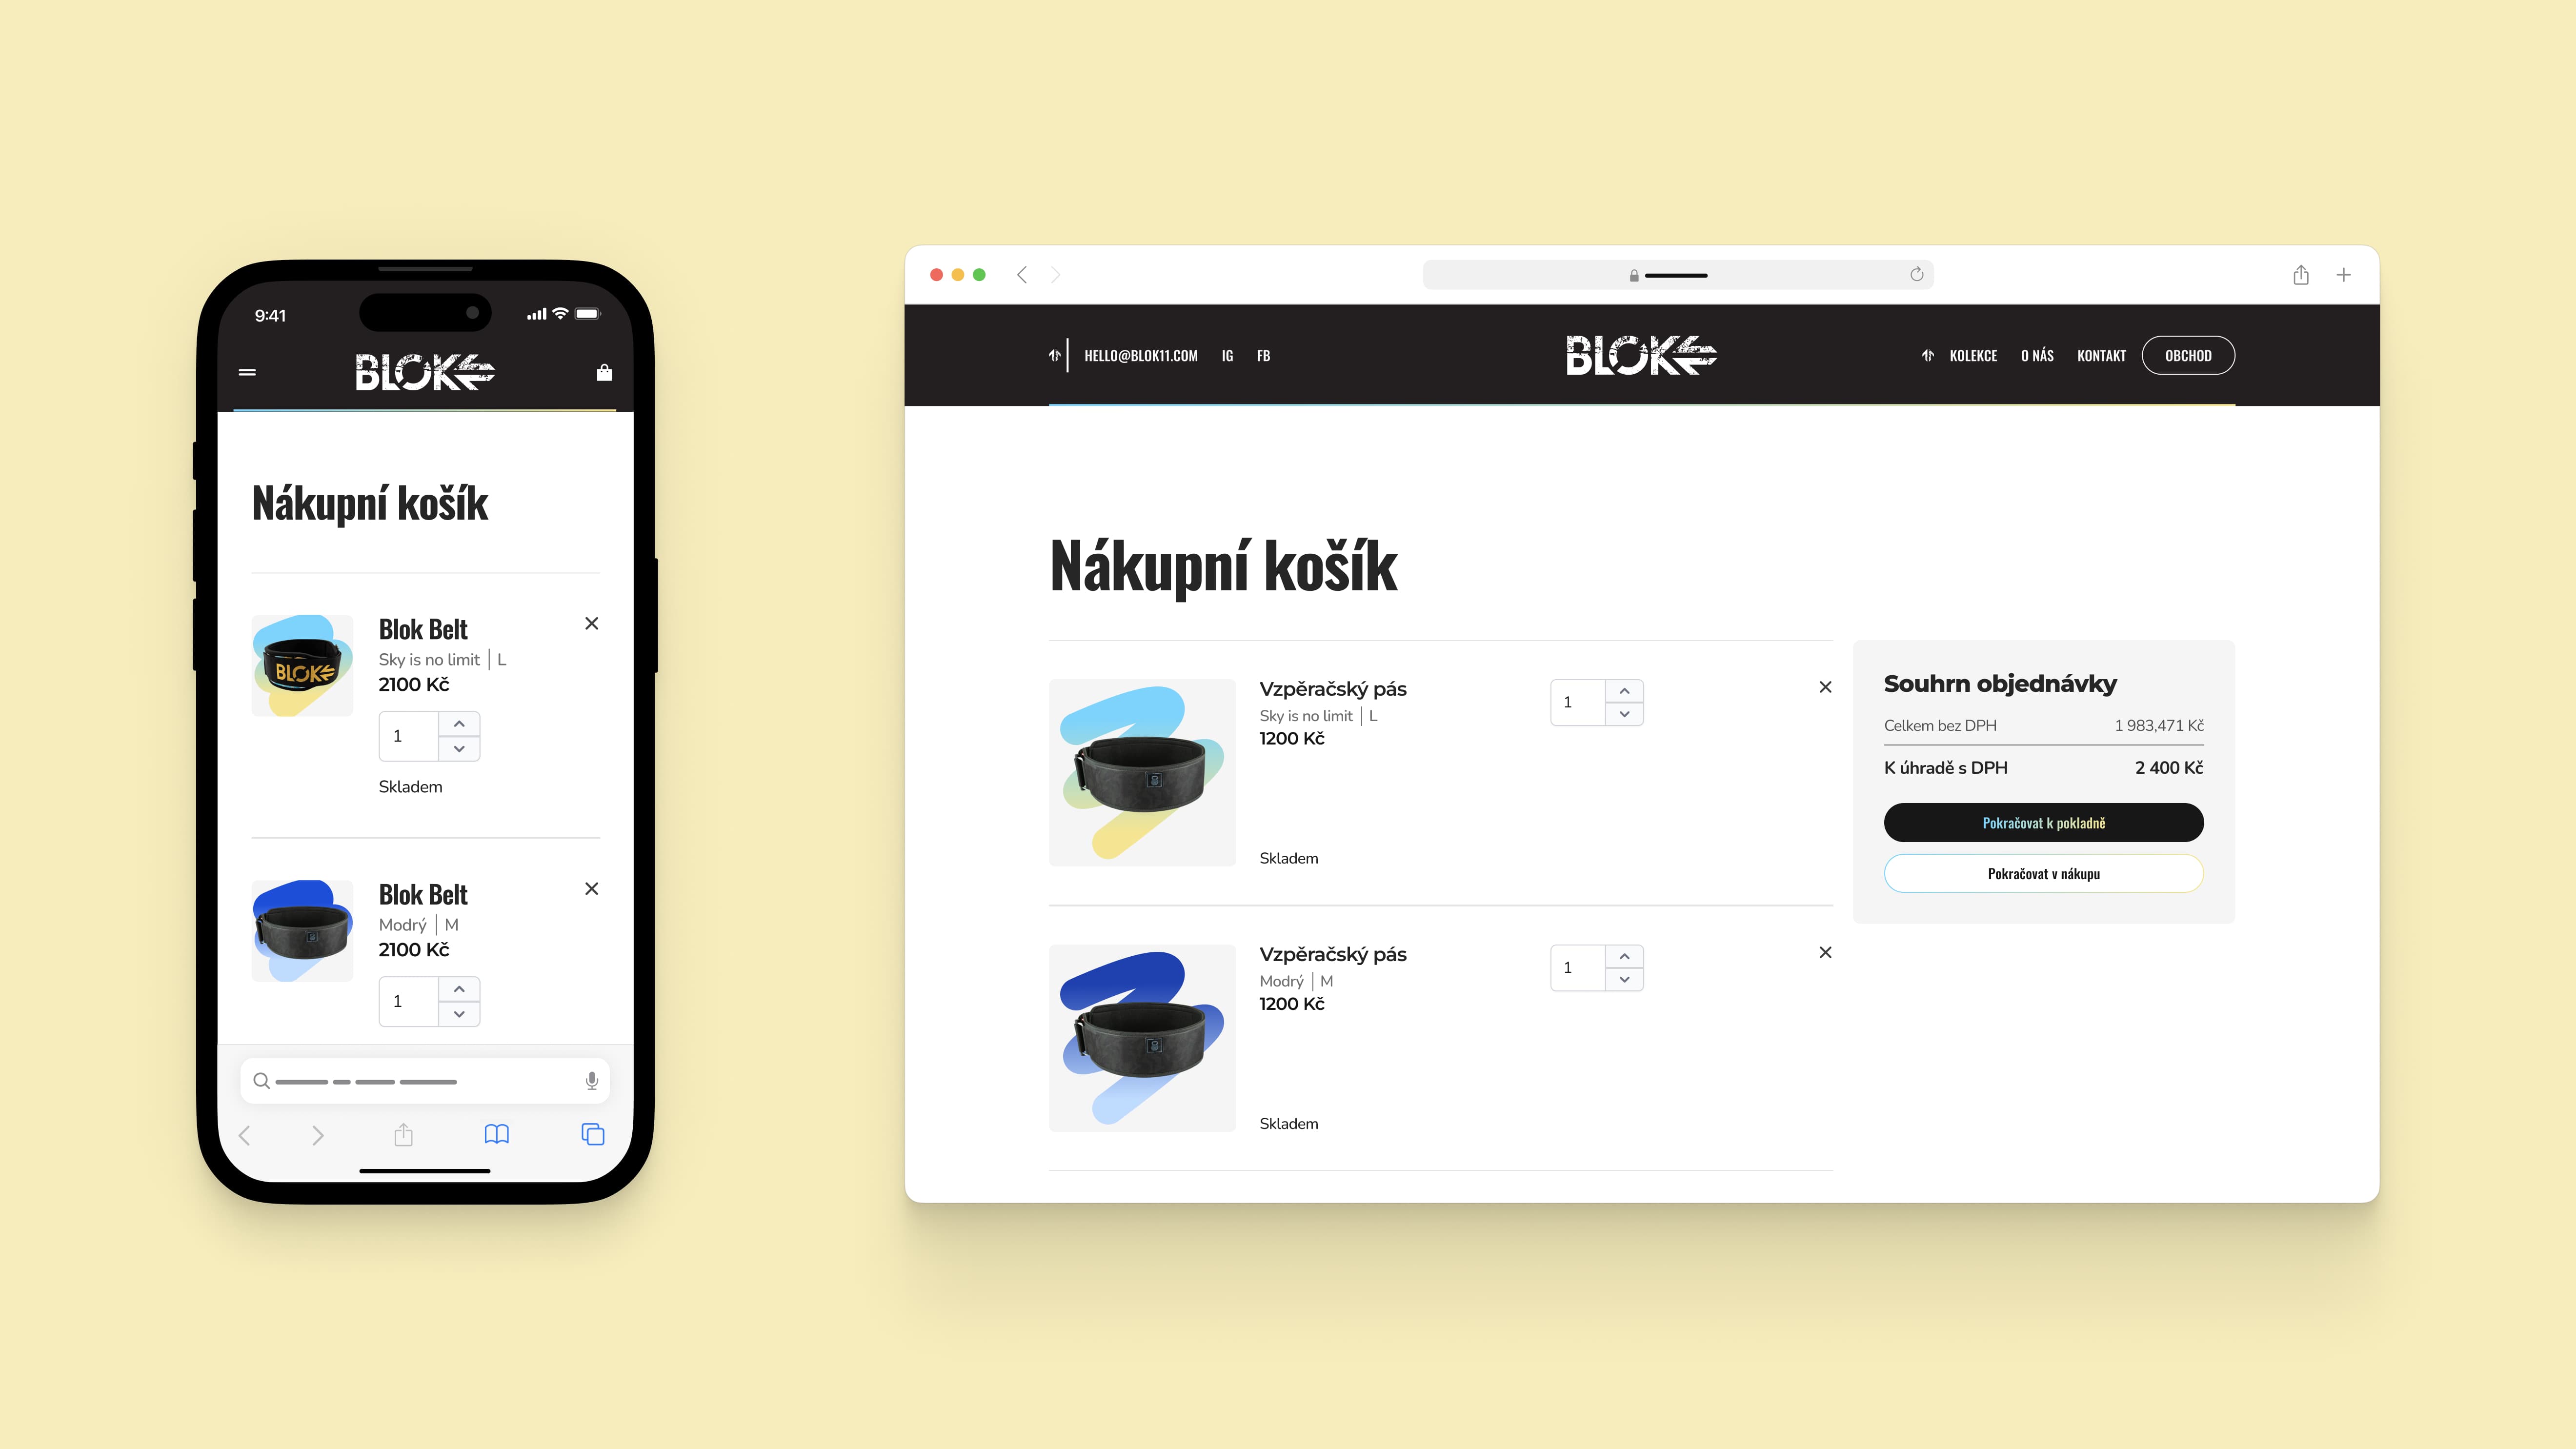 9:41
BLOK
Nákupní košík
Blok Belt
Sky is no limit | L
2100 Kč
BLOK
1
Skladem
Blok Belt
Modrý | M
2100 Kč
1
HELLO@BLOK11.COM IG FB
BLOK
KOLEKCE O NÁS KONTAKT OBCHOD
Nákupní košík
Vzpěračský pás
Sky is no limit | L
1200 Kč
1
Skladem
Vzpěračský pás
Modrý | M
1200 Kč
1
Skladem
Souhrn objednávky
Celkem bez DPH 1 983,471 Kč
K úhradě s DPH 2 400 Kč
Pokračovat k pokladně
Pokračovat v nákupu